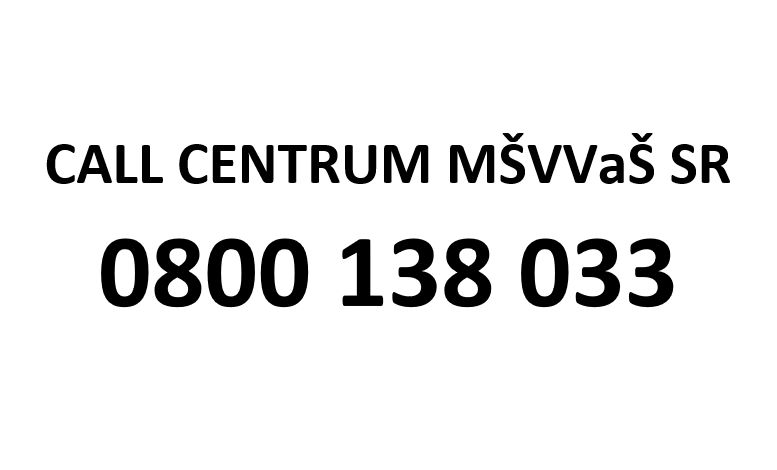 CALL CENTRUM MŠVVaŠ SR
0800 138 033